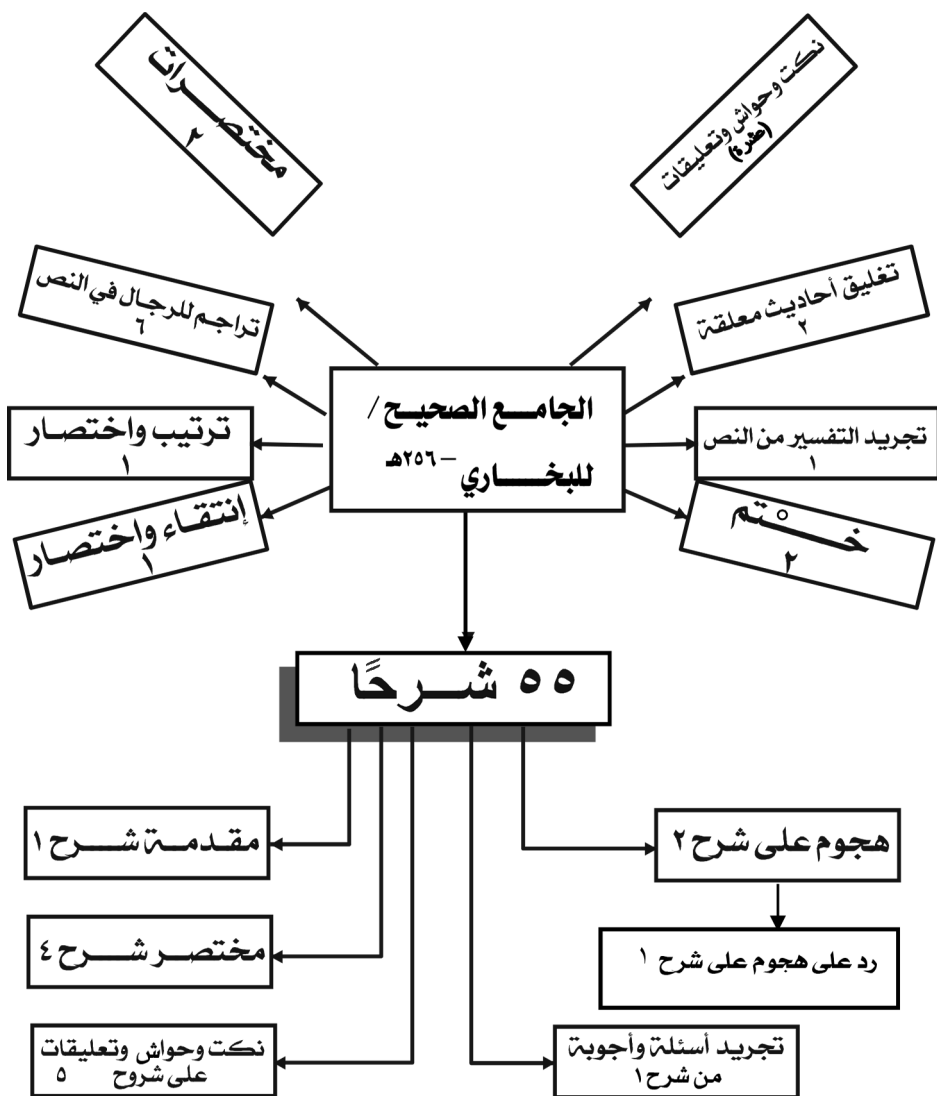 نكت وحواش وتعليقات
مختصرات
٢
تغليق أحاديث معلقة
٢
تراجم للرجال في النص
٦
الجامع الصحيح /
للبخاري – ٢٥٦هـ
تجريد التفسير من النص
١
ترتيب واختصار
١
خـــتْم
٢
إنتقاء واختصار
١
٥٥ شرحًا
هجوم على شرح ٢
مقدمة شرح ١
رد على هجوم على شرح ١
مختصر شرح ٤
تجريد أسئلة وأجوبة
من شرح ١
نكت وحواش وتعليقات
على شروح ٥